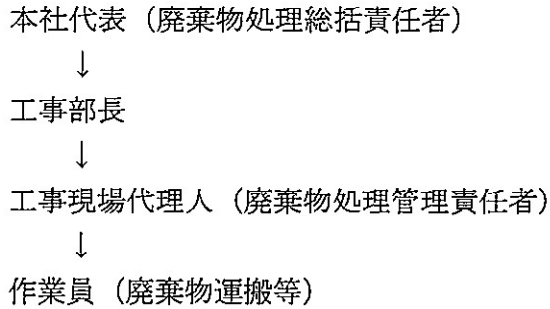 本社代表（廃棄物処理総括責任者）
↓
工事部長
↓
工事現場代理人（廃棄物処理管理責任者）
↓
作業員（廃棄物運搬等）